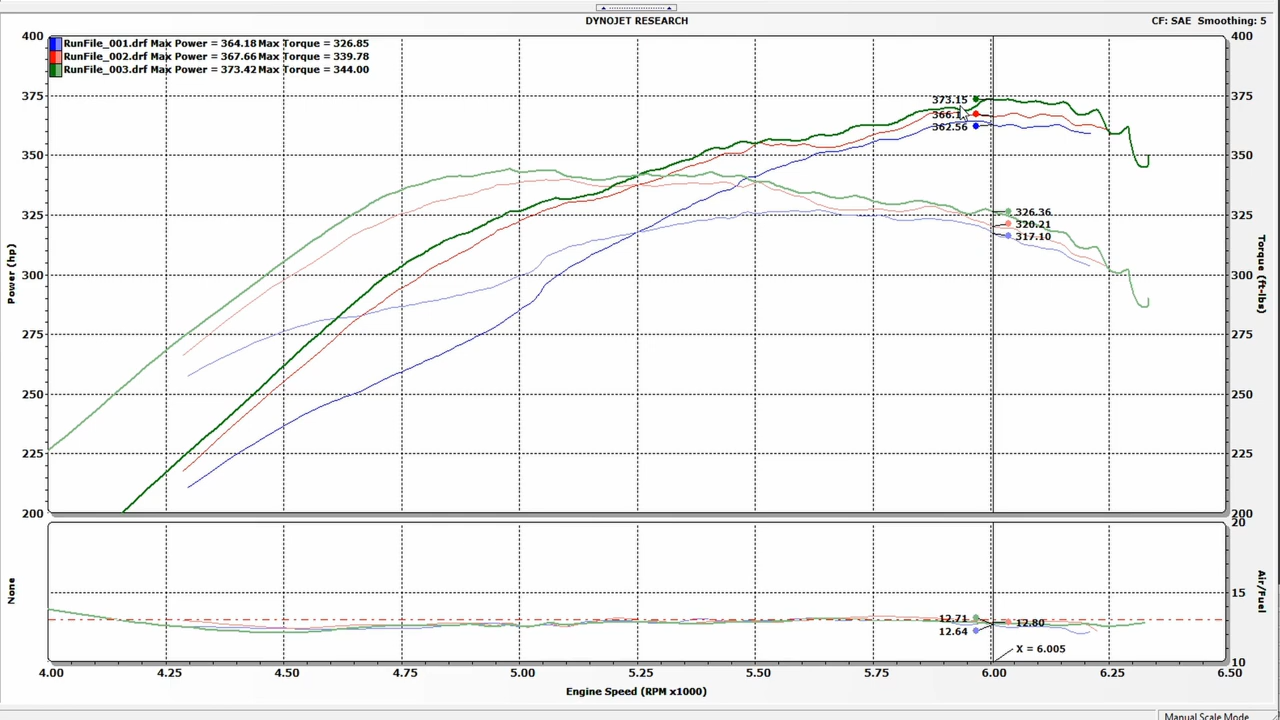 DYNOJET RESEARCH
CF: SAE Smoothing: 5
RunFile_001.drf Max Power = 364.18 Max Torque = 326.85
RunFile_002.drf Max Power = 367.66 Max Torque = 339.78
RunFile_003.drf Max Power = 373.42 Max Torque = 344.00
400
375
350
325
300
275
250
225
200
Power (hp)
373.15
366.1
362.56
326.36
320.21
317.10
400
375
350
325
300
275
250
225
200
Torque (ft-lbs)
None
12.71
12.64
12.80
X = 6.005
20
15
10
Air/Fuel
4.00 4.25 4.50 4.75 5.00 5.25 5.50 5.75 6.00 6.25 6.50
Engine Speed (RPM x1000)
Manual Scale Mode